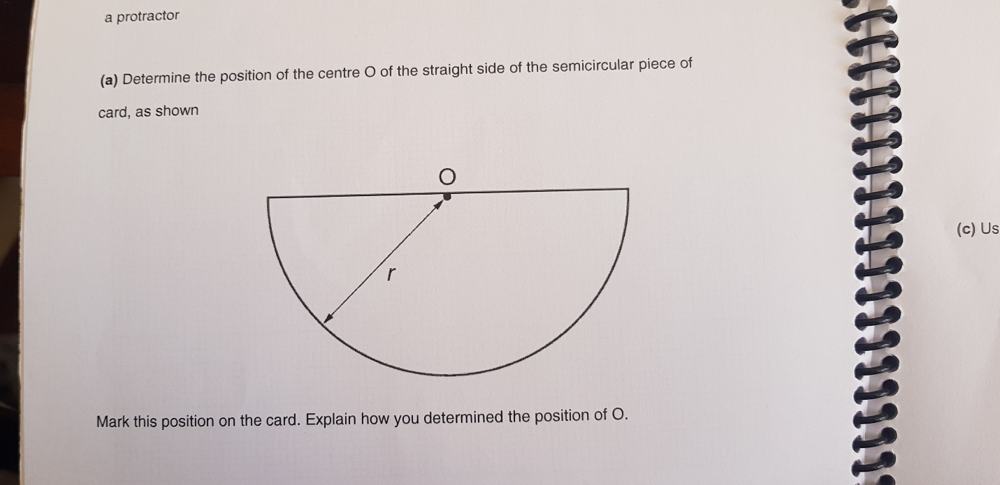 a protractor
(a) Determine the position of the centre O of the straight side of the semicircular piece of
card, as shown
O
r
(c) Us
Mark this position on the card. Explain how you determined the position of O.